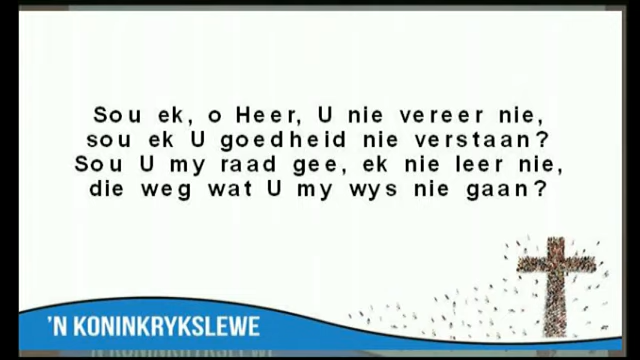 Sou ek, o Heer, U nie vereer nie,
sou ek U goedheid nie verstaan?
Sou U my raad gee, ek nie leer nie,
die weg wat U my wys nie gaan?
'N KONINKRYKSLEWE
'N KONINKRYKSLEWE